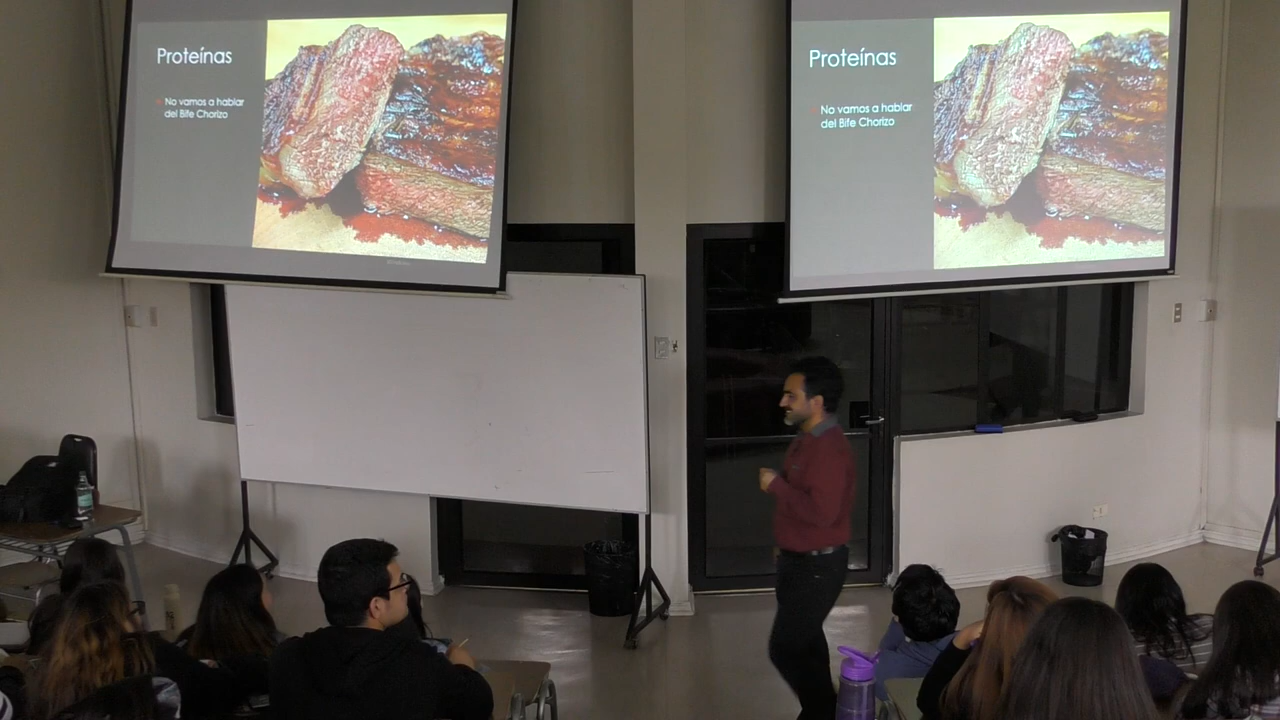 Proteínas
No vamos a hablar
del Bife Chorizo
Proteínas
No vamos a hablar
del Bife Chorizo